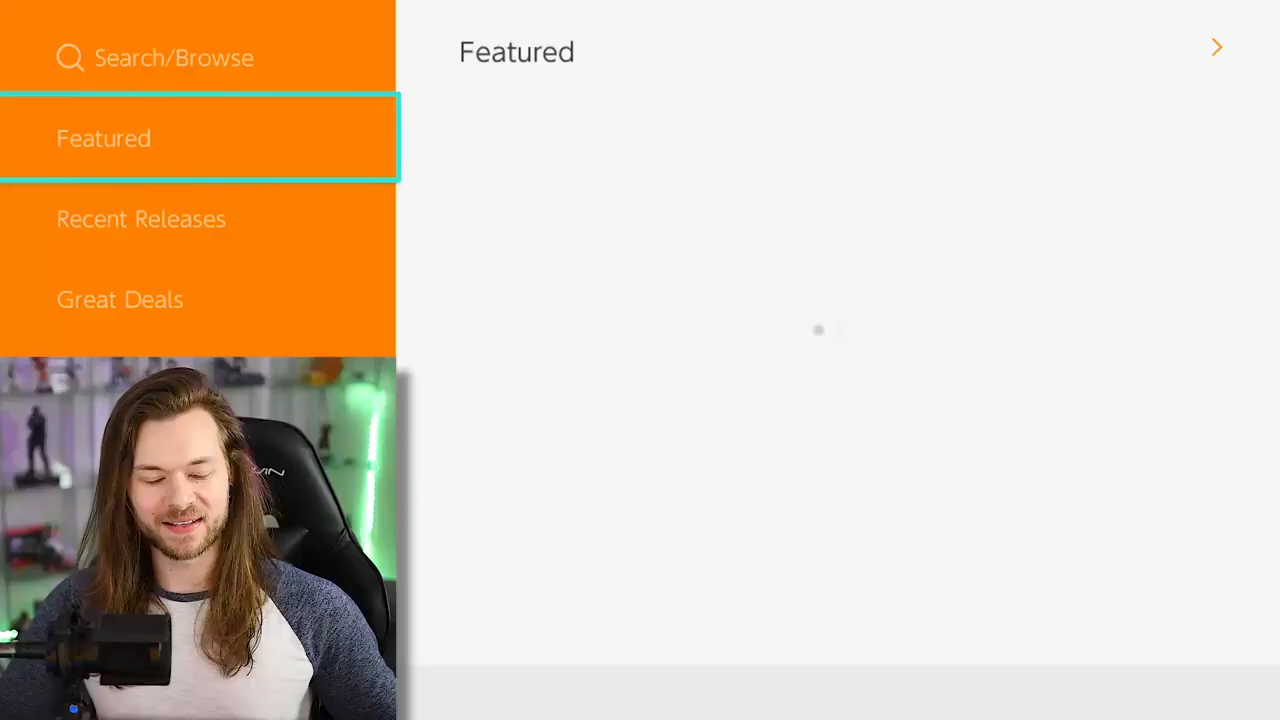 Search/Browse
Featured
Recent Releases
Great Deals
Featured